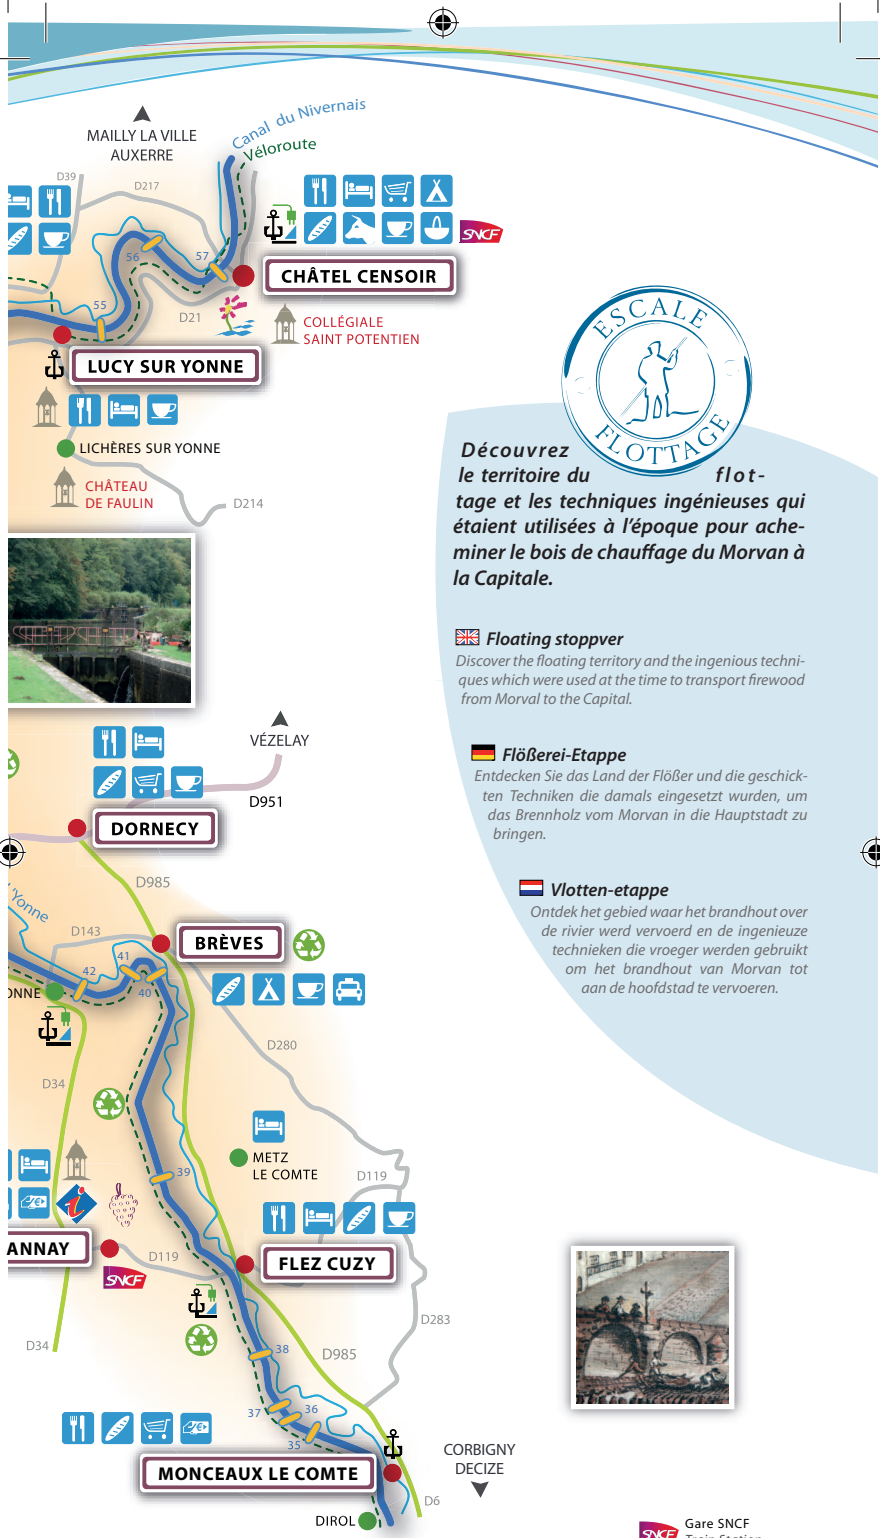 Canal du Nivernais
Véloroute
MAILLY LA VILLE
AUXERRE
D39
D217
56
57
SNCF
CHÂTEL CENSOIR
55
D21
COLLÉGIALE
SAINT POTENTIEN
LUCY SUR YONNE
LICHÈRES SUR YONNE
CHÂTEAU
DE FAULIN
D214
ESCALE
FLOTTAGE
Découvrez
le territoire du flot-
tage et les techniques ingénieuses qui
étaient utilisées à l'époque pour ache-
miner le bois de chauffage du Morvan à
la Capitale.
Floating stoppver
Discover the floating territory and the ingenious techni-
ques which were used at the time to transport firewood
from Morval to the Capital.
Flößerei-Etappe
Entdecken Sie das Land der Flößer und die geschick-
ten Techniken die damals eingesetzt wurden, um
das Brennholz vom Morvan in die Hauptstadt zu
bringen.
Vlotten-etappe
Ontdek het gebied waar het brandhout over
de rivier werd vervoerd en de ingenieuze
technieken die vroeger werden gebruikt
om het brandhout van Morvan tot
aan de hoofdstad te vervoeren.
VÉZELAY
D951
DORNECY
D985
l'Yonne
D143
BRÈVES
41
42
40
ONNE
D280
D34
METZ
LE COMTE
39
D119
i
ANNAY
D119
SNCF
FLEZ CUZY
D283
D34
38
D985
37
36
35
CORBIGNY
DECIZE
MONCEAUX LE COMTE
D6
DIROL
SNCF
Gare SNCF
Train Station